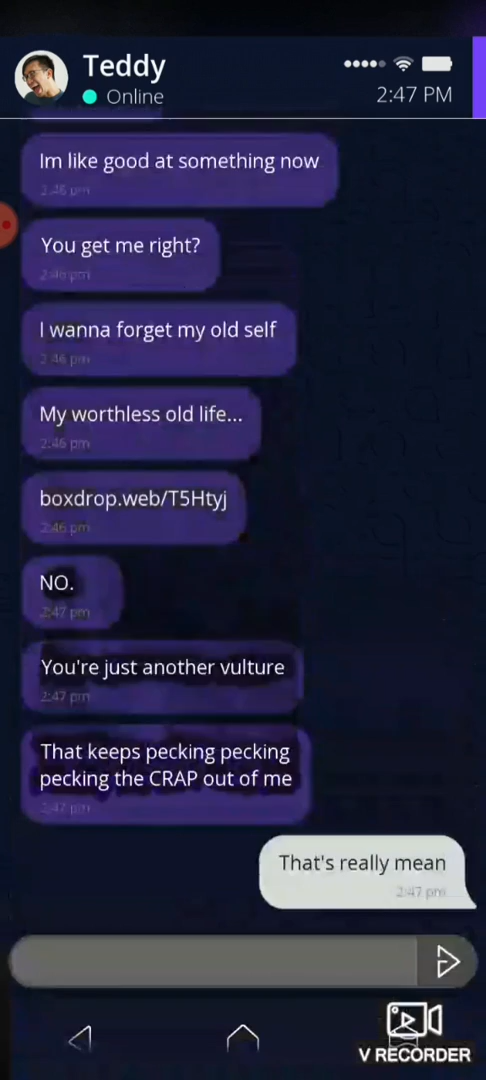 Teddy
Online
2:47 PM
Im like good at something now
2:46 pm
You get me right?
2:46 pm
I wanna forget my old self
2:46 pm
My worthless old life...
2:46 pm
boxdrop.web/T5Htyj
2:46 pm
NO.
2:47 pm
You're just another vulture
2:47 pm
That keeps pecking pecking
pecking the CRAP out of me
2:47 pm
That's really mean
2:47 pm
V RECORDER